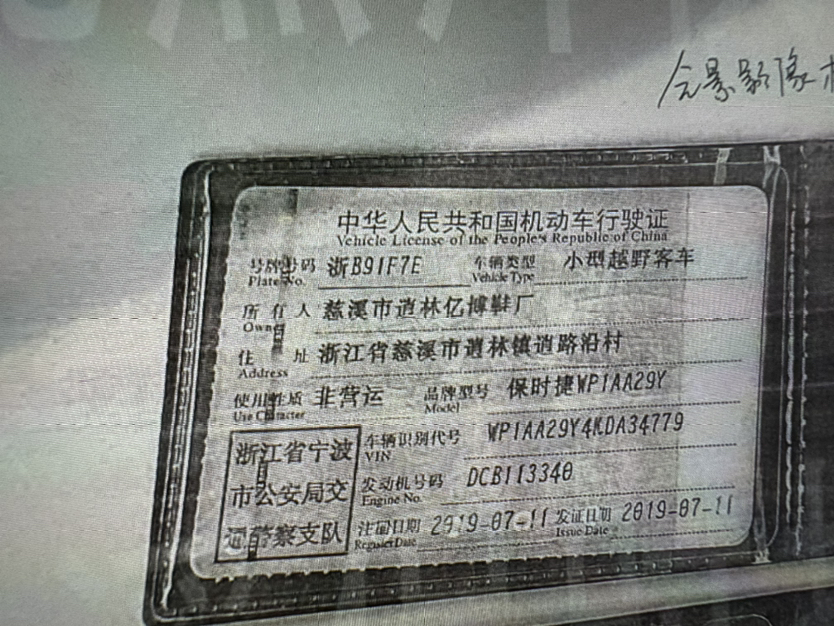 合景影像
中华人民共和国机动车行驶证
Vehicle License of the People's Republic of China
号牌号码 浙B91F7E 车辆类型 小型越野客车
Plate No. Vehicle Type
所有人 慈溪市逍林亿博鞋厂
Owner
住址 浙江省慈溪市逍林镇逍路沿村
Address
使用性质 非营运 品牌型号 保时捷WP1AA29Y
Use Character Model
浙江省宁波
市公安局交
通警察支队
车辆识别代号 WP1AA29Y4KDA34779
VIN
发动机号码 DCB113340
Engine No.
注册日期 2019-07-11 发证日期 2019-07-11
Register Date Issue Date